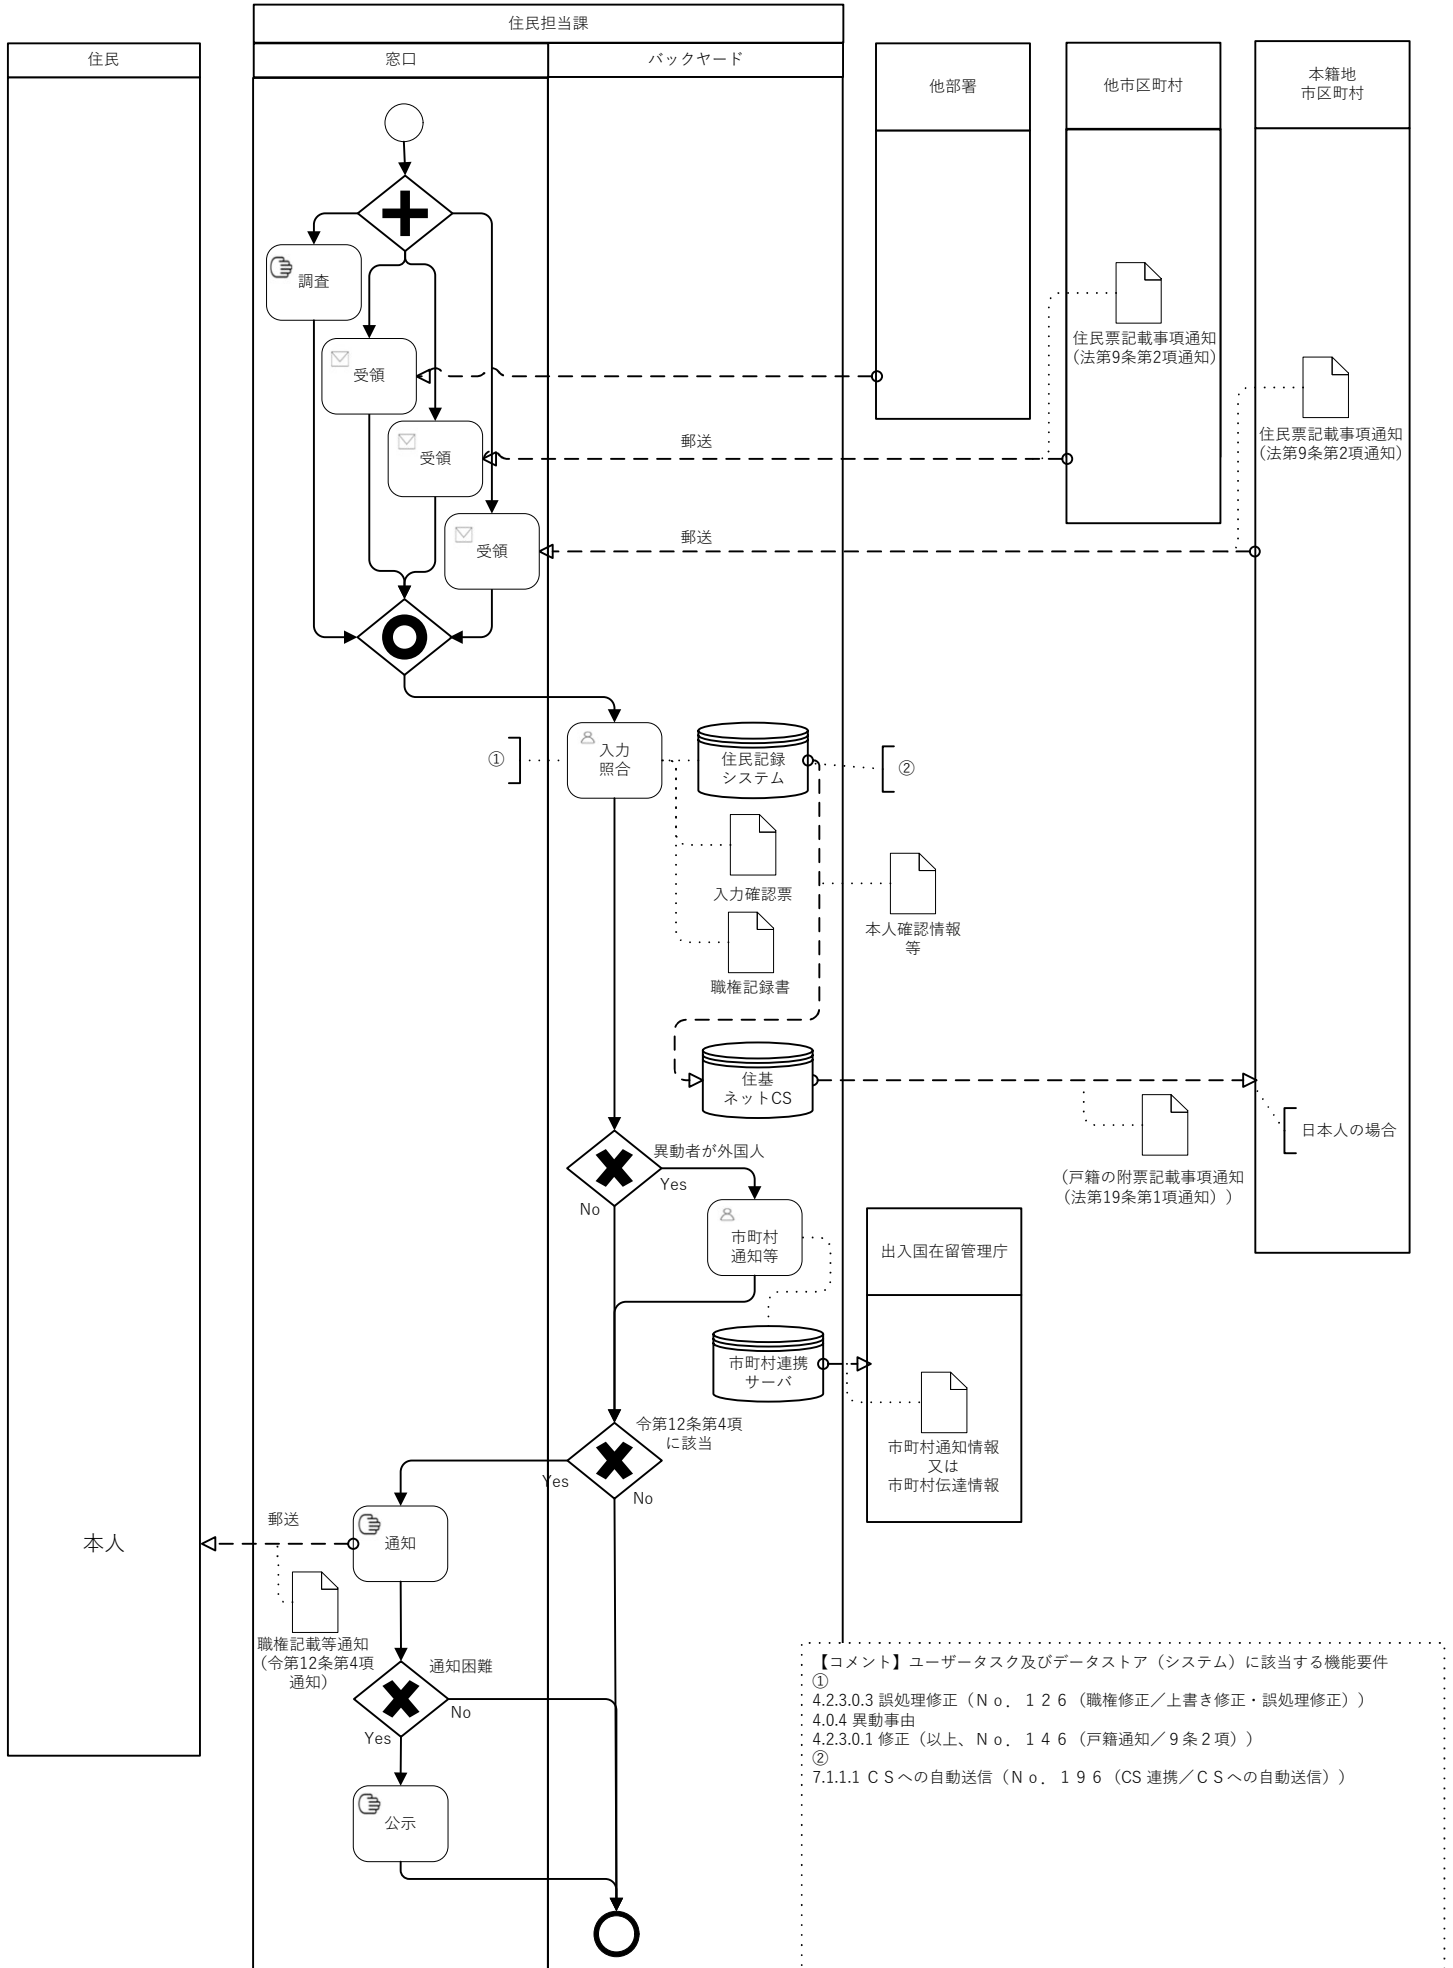 住民担当課
住民
窓口
バックヤード
他部署
他市区町村
本籍地
市区町村
調査
受領
住民票記載事項通知
(法第9条第2項通知)
住民票記載事項通知
(法第9条第2項通知)
郵送
受領
郵送
受領
①
入力
照合
住民記録
システム
②
入力確認票
本人確認情報
等
職権記録書
住基
ネットCS
日本人の場合
異動者が外国人
Yes
No
（戸籍の附票記載事項通知
（法第19条第1項通知））
市町村
通知等
出入国在留管理庁
市町村連携
サーバ
令第12条第4項
に該当
Yes
No
市町村通知情報
又は
市町村伝達情報
郵送
通知
本人
職権記載等通知
（令第12条第4項
通知）
通知困難
No
Yes
公示
【コメント】ユーザータスク及びデータストア（システム）に該当する機能要件
①
4.2.3.0.3 誤処理修正（Ｎｏ．１２６（職権修正／上書き修正・誤処理修正））
4.0.4 異動事由
4.2.3.0.1 修正（以上、Ｎｏ．１４６（戸籍通知／９条２項））
②
7.1.1.1 ＣＳへの自動送信（Ｎｏ．１９６（CS 連携／ＣＳへの自動送信））